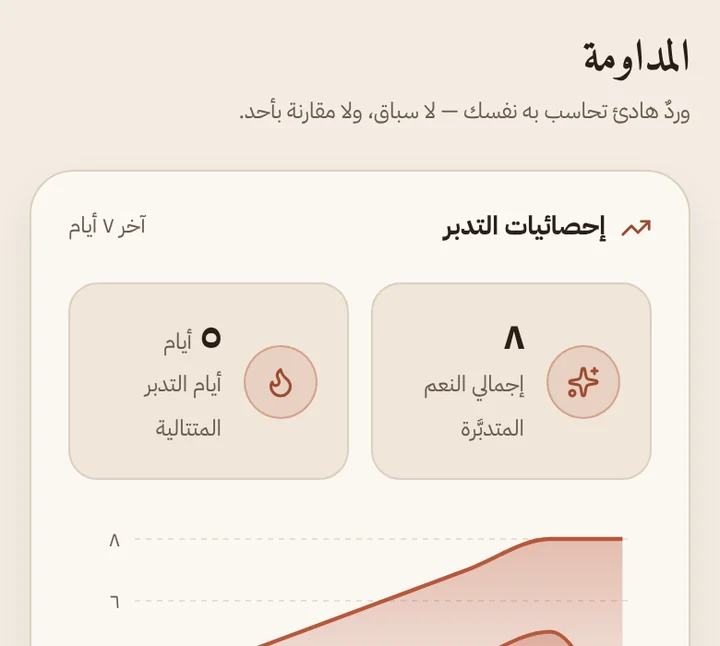 المداومة
وردٌ هادئ تحاسب به نفسك — لا سباق، ولا مقارنة بأحد.
إحصائيات التدبر
آخر ٧ أيام
٨
إجمالي النعم
المتدبَّرة
٥ أيام
أيام التدبر
المتتالية
٨
٦